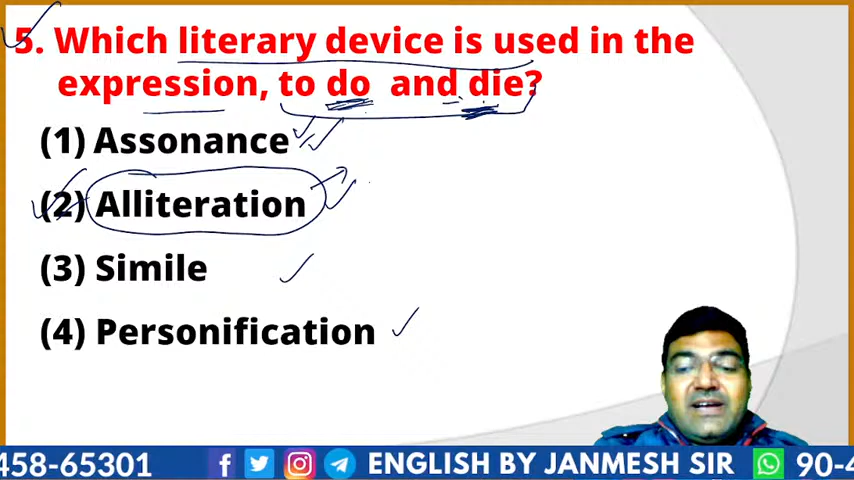 5. Which literary device is used in the
expression, to do and die?
(1) Assonance
(2) Alliteration
(3) Simile
(4) Personification
458-65301 ENGLISH BY JANMESH SIR 90-4